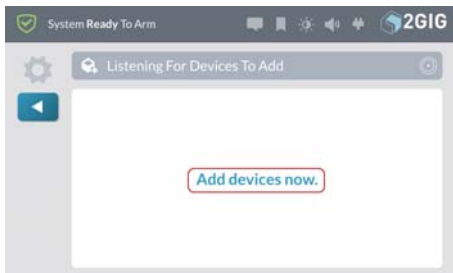 System Ready To Arm
2GIG
Listening For Devices To Add
Add devices now.